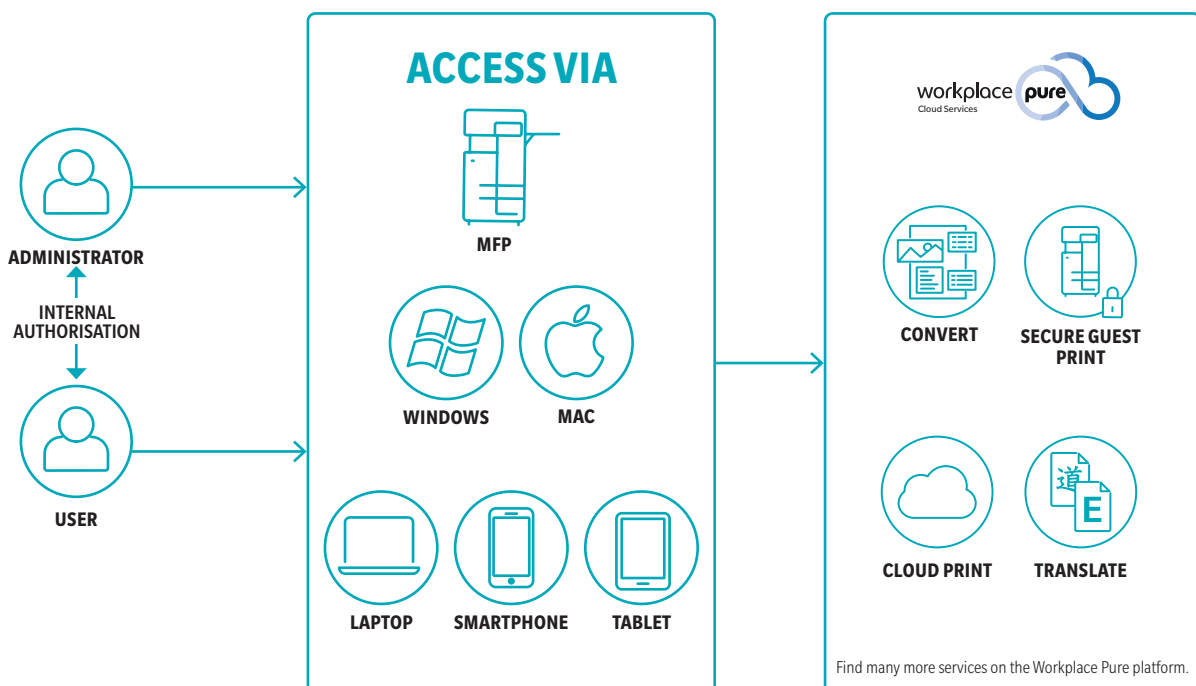 ACCESS VIA
workplace pure
Cloud Services
MFP
ADMINISTRATOR
INTERNAL
AUTHORISATION
USER
WINDOWS
MAC
LAPTOP
SMARTPHONE
TABLET
CONVERT
SECURE GUEST
PRINT
道
E
CLOUD PRINT
TRANSLATE
Find many more services on the Workplace Pure platform.